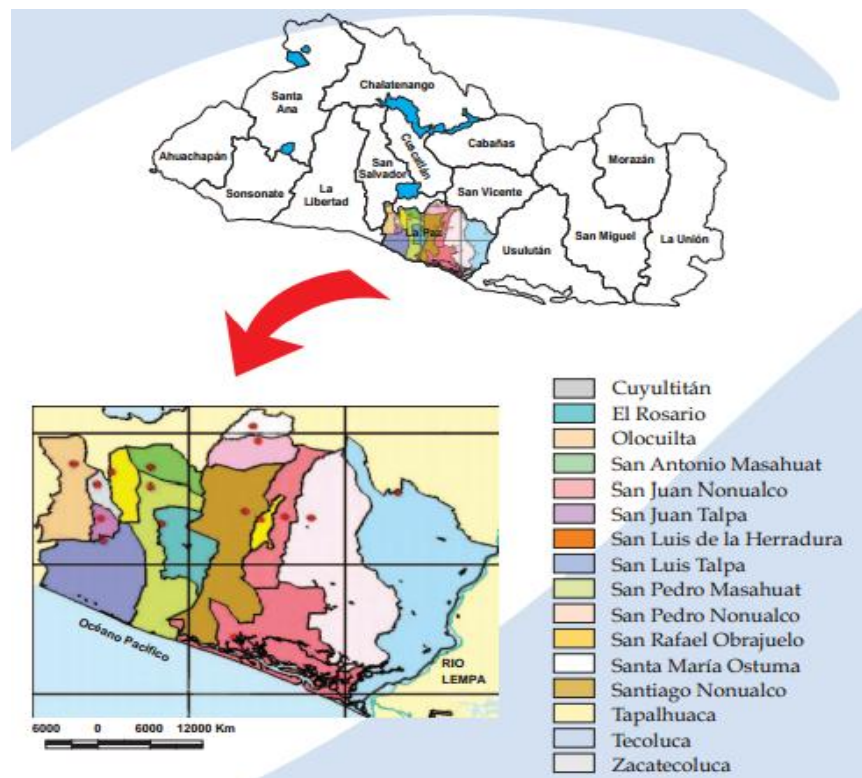 Chalatenango
Santa
Ana
Cabañas
Cuscatlán
Morazán
Ahuachapán
San
Salvador
Sonsonate
La
Libertad
San Vicente
La Paz
San Miguel
La Unión
Usulután
Cuyultitán
El Rosario
Olocuilta
San Antonio Masahuat
San Juan Nonualco
San Juan Talpa
San Luis de la Herradura
San Luis Talpa
San Pedro Masahuat
San Pedro Nonualco
San Rafael Obrajuelo
Santa María Ostuma
Santiago Nonualco
Tapalhuaca
Tecoluca
Zacatecoluca
Océano Pacífico
RIO
LEMPA
6000 0 6000 12000 Km